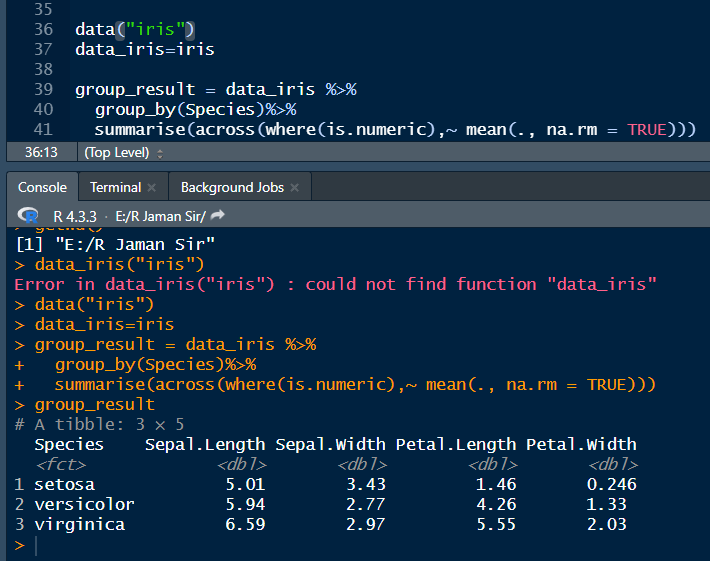 35
36 data("iris")
37 data_iris=iris
38
39 group_result = data_iris %>%
40   group_by(Species)%>%
41   summarise(across(where(is.numeric),~ mean(., na.rm = TRUE)))
36:13 (Top Level)
Console Terminal Background Jobs
R 4.3.3 · E:/R Jaman Sir/
> getwd()
[1] "E:/R Jaman Sir"
> data_iris("iris")
Error in data_iris("iris") : could not find function "data_iris"
> data("iris")
> data_iris=iris
> group_result = data_iris %>%
+   group_by(Species)%>%
+   summarise(across(where(is.numeric),~ mean(., na.rm = TRUE)))
> group_result
# A tibble: 3 × 5
  Species    Sepal.Length Sepal.Width Petal.Length Petal.Width
  <fct>             <dbl>       <dbl>        <dbl>       <dbl>
1 setosa             5.01        3.43         1.46       0.246
2 versicolor         5.94        2.77         4.26       1.33
3 virginica          6.59        2.97         5.55       2.03
>